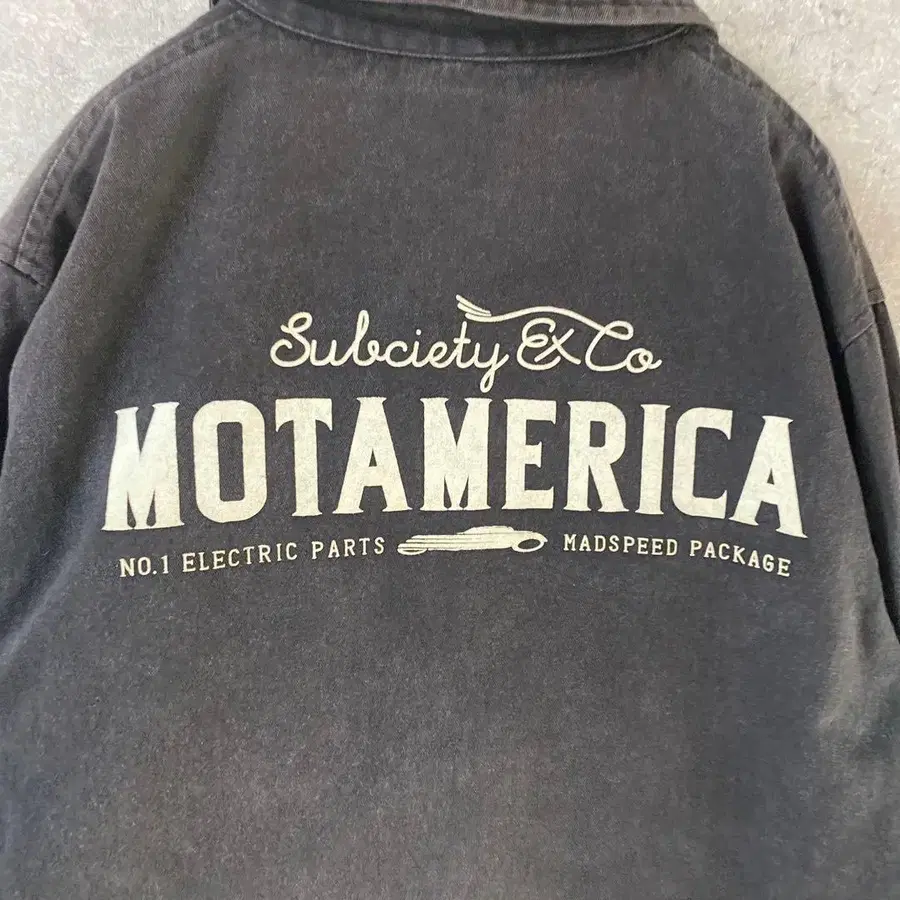 Subciety & Co
MOTAMERICA
NO.1 ELECTRIC PARTS MADSPEED PACKAGE